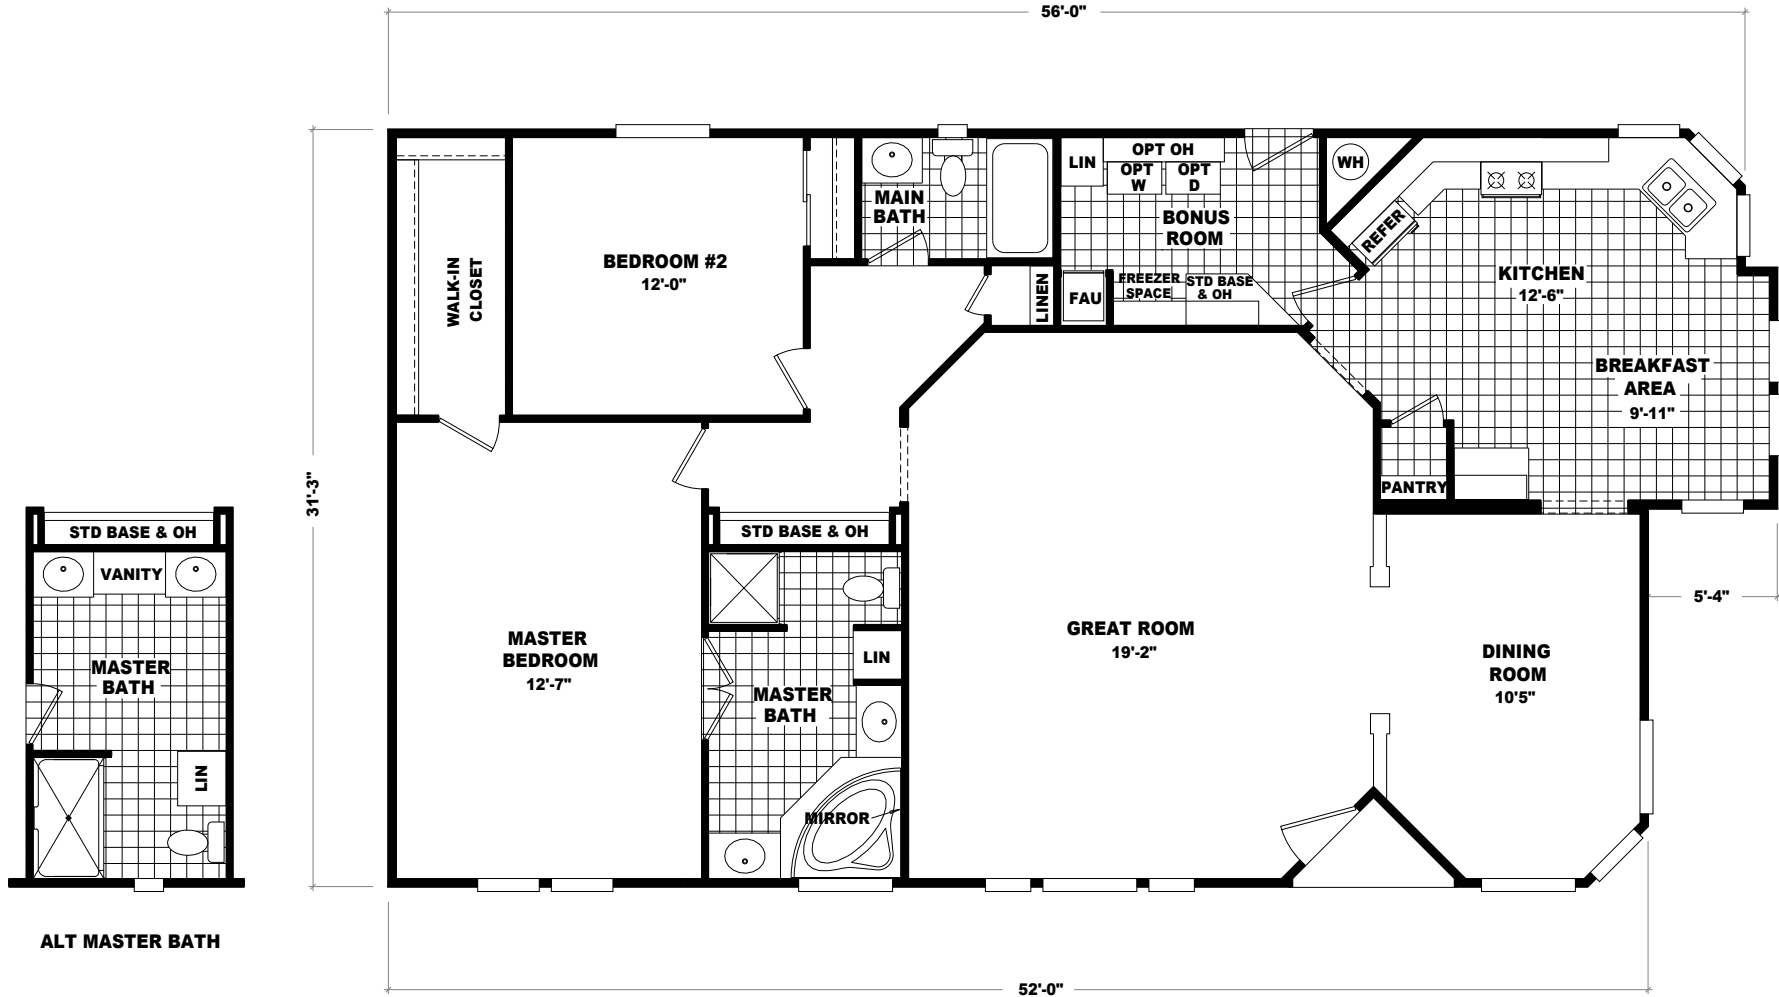 56'-0"
LIN
OPT OH
OPT
W
OPT
D
WH
MAIN
BATH
BONUS
ROOM
REFER
BEDROOM #2
12'-0"
WALK-IN
CLOSET
LINEN
FAU
FREEZER
SPACE
STD BASE
& OH
KITCHEN
12'-6"
BREAKFAST
AREA
9'-11"
PANTRY
31'-3"
STD BASE & OH
VANITY
MASTER
BATH
LIN
ALT MASTER BATH
STD BASE & OH
MASTER
BEDROOM
12'-7"
LIN
MASTER
BATH
MIRROR
GREAT ROOM
19'-2"
DINING
ROOM
10'5"
5'-4"
52'-0"